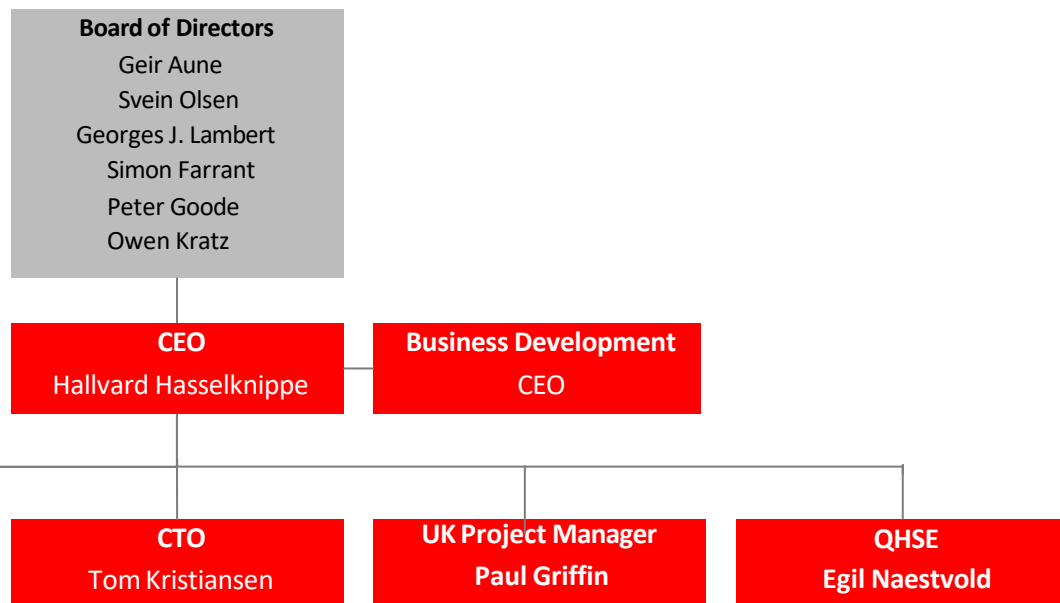 Board of Directors
Geir Aune
Svein Olsen
Georges J. Lambert
Simon Farrant
Peter Goode
Owen Kratz
CEO
Hallvard Hasselknippe
Business Development
CEO
CTO
Tom Kristiansen
UK Project Manager
Paul Griffin
QHSE
Egil Naestvold